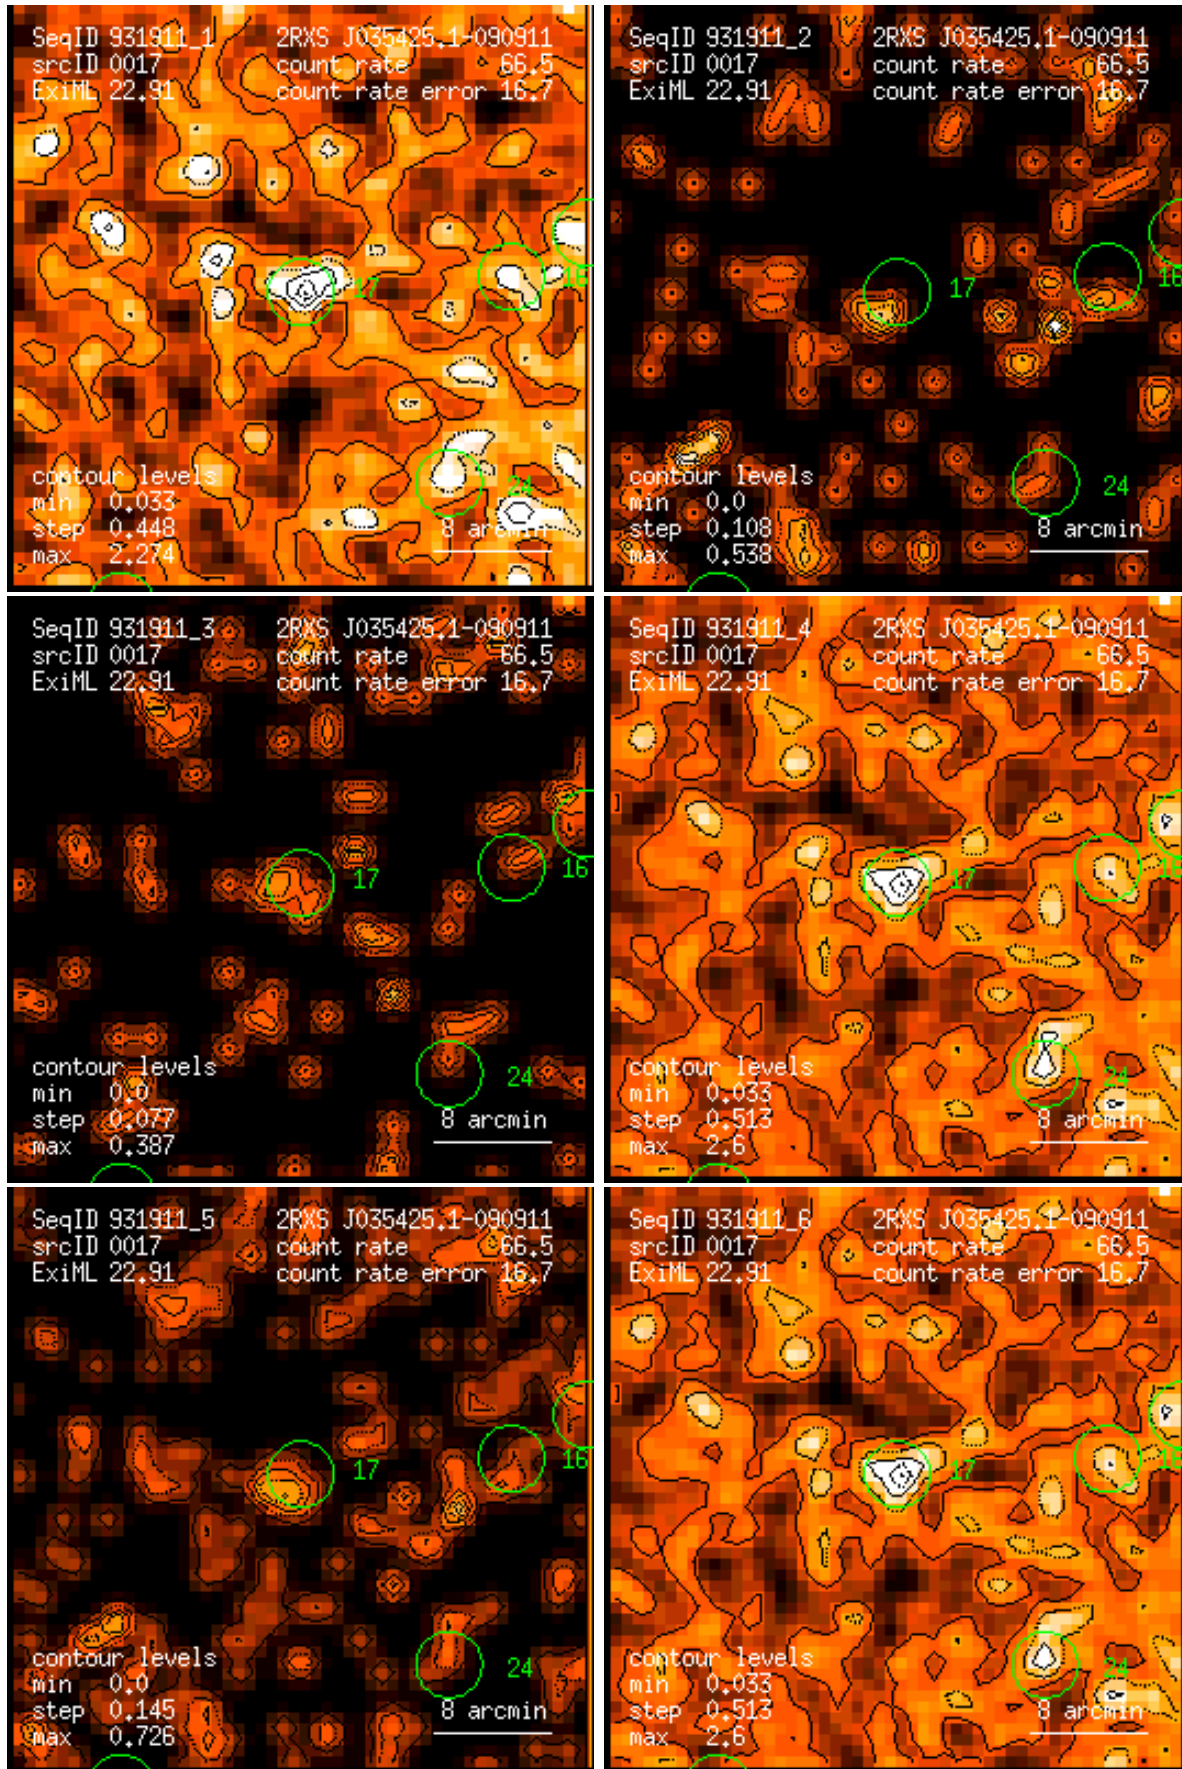 SeqID 931911_1 2RXS J035425.1-090911
srcID 0017 count rate 66.5
ExiML 22.91 count rate error 16.7
17
16
contour levels
min 0.033
24
step 0.448
8 arcmin
max 2.274
SeqID 931911_2 2RXS J035425.1-090911
srcID 0017 count rate 66.5
ExiML 22.91 count rate error 16.7
17
16
contour levels
min 0.0
24
step 0.108
8 arcmin
max 0.538
SeqID 931911_3 2RXS J035425.1-090911
srcID 0017 count rate 66.5
ExiML 22.91 count rate error 16.7
17
16
contour levels
min 0.0
24
step 0.077
8 arcmin
max 0.387
SeqID 931911_4 2RXS J035425.1-090911
srcID 0017 count rate 66.5
ExiML 22.91 count rate error 16.7
17
16
contour levels
min 0.033
24
step 0.513
8 arcmin
max 2.6
SeqID 931911_5 2RXS J035425.1-090911
srcID 0017 count rate 66.5
ExiML 22.91 count rate error 16.7
17
16
contour levels
min 0.0
24
step 0.145
8 arcmin
max 0.726
SeqID 931911_6 2RXS J035425.1-090911
srcID 0017 count rate 66.5
ExiML 22.91 count rate error 16.7
17
16
contour levels
min 0.033
24
step 0.513
8 arcmin
max 2.6